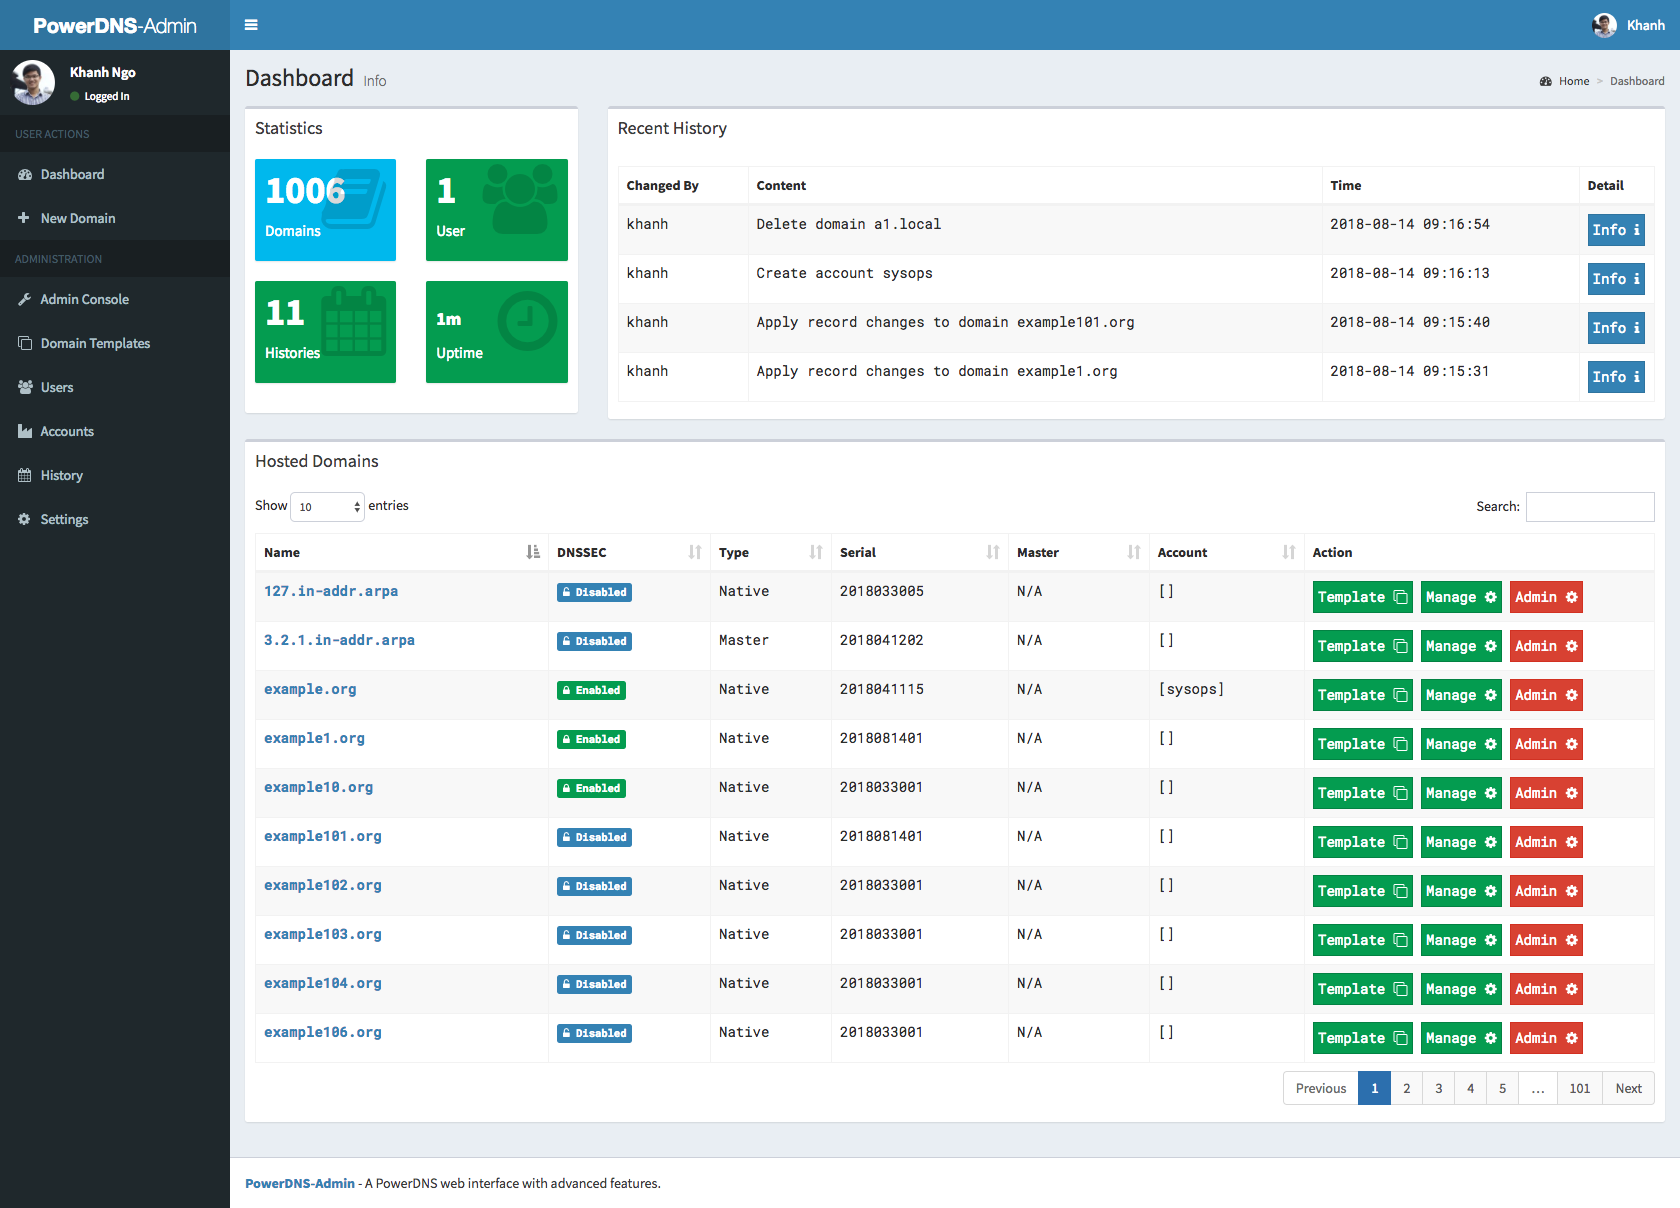 PowerDNS-Admin
Khanh
Khanh Ngo
Logged In
USER ACTIONS
Dashboard
New Domain
ADMINISTRATION
Admin Console
Domain Templates
Users
Accounts
History
Settings
Dashboard Info
Home > Dashboard
Statistics
1006
Domains
1
User
11
Histories
1m
Uptime
Recent History
Changed By Content Time Detail
khanh Delete domain a1.local 2018-08-14 09:16:54 Info i
khanh Create account sysops 2018-08-14 09:16:13 Info i
khanh Apply record changes to domain example101.org 2018-08-14 09:15:40 Info i
khanh Apply record changes to domain example1.org 2018-08-14 09:15:31 Info i
Hosted Domains
Show 10 entries
Search:
Name DNSSEC Type Serial Master Account Action
127.in-addr.arpa Disabled Native 2018033005 N/A [] Template Manage Admin
3.2.1.in-addr.arpa Disabled Master 2018041202 N/A [] Template Manage Admin
example.org Enabled Native 2018041115 N/A [sysops] Template Manage Admin
example1.org Enabled Native 2018081401 N/A [] Template Manage Admin
example10.org Enabled Native 2018033001 N/A [] Template Manage Admin
example101.org Disabled Native 2018081401 N/A [] Template Manage Admin
example102.org Disabled Native 2018033001 N/A [] Template Manage Admin
example103.org Disabled Native 2018033001 N/A [] Template Manage Admin
example104.org Disabled Native 2018033001 N/A [] Template Manage Admin
example106.org Disabled Native 2018033001 N/A [] Template Manage Admin
Previous 1 2 3 4 5 ... 101 Next
PowerDNS-Admin - A PowerDNS web interface with advanced features.